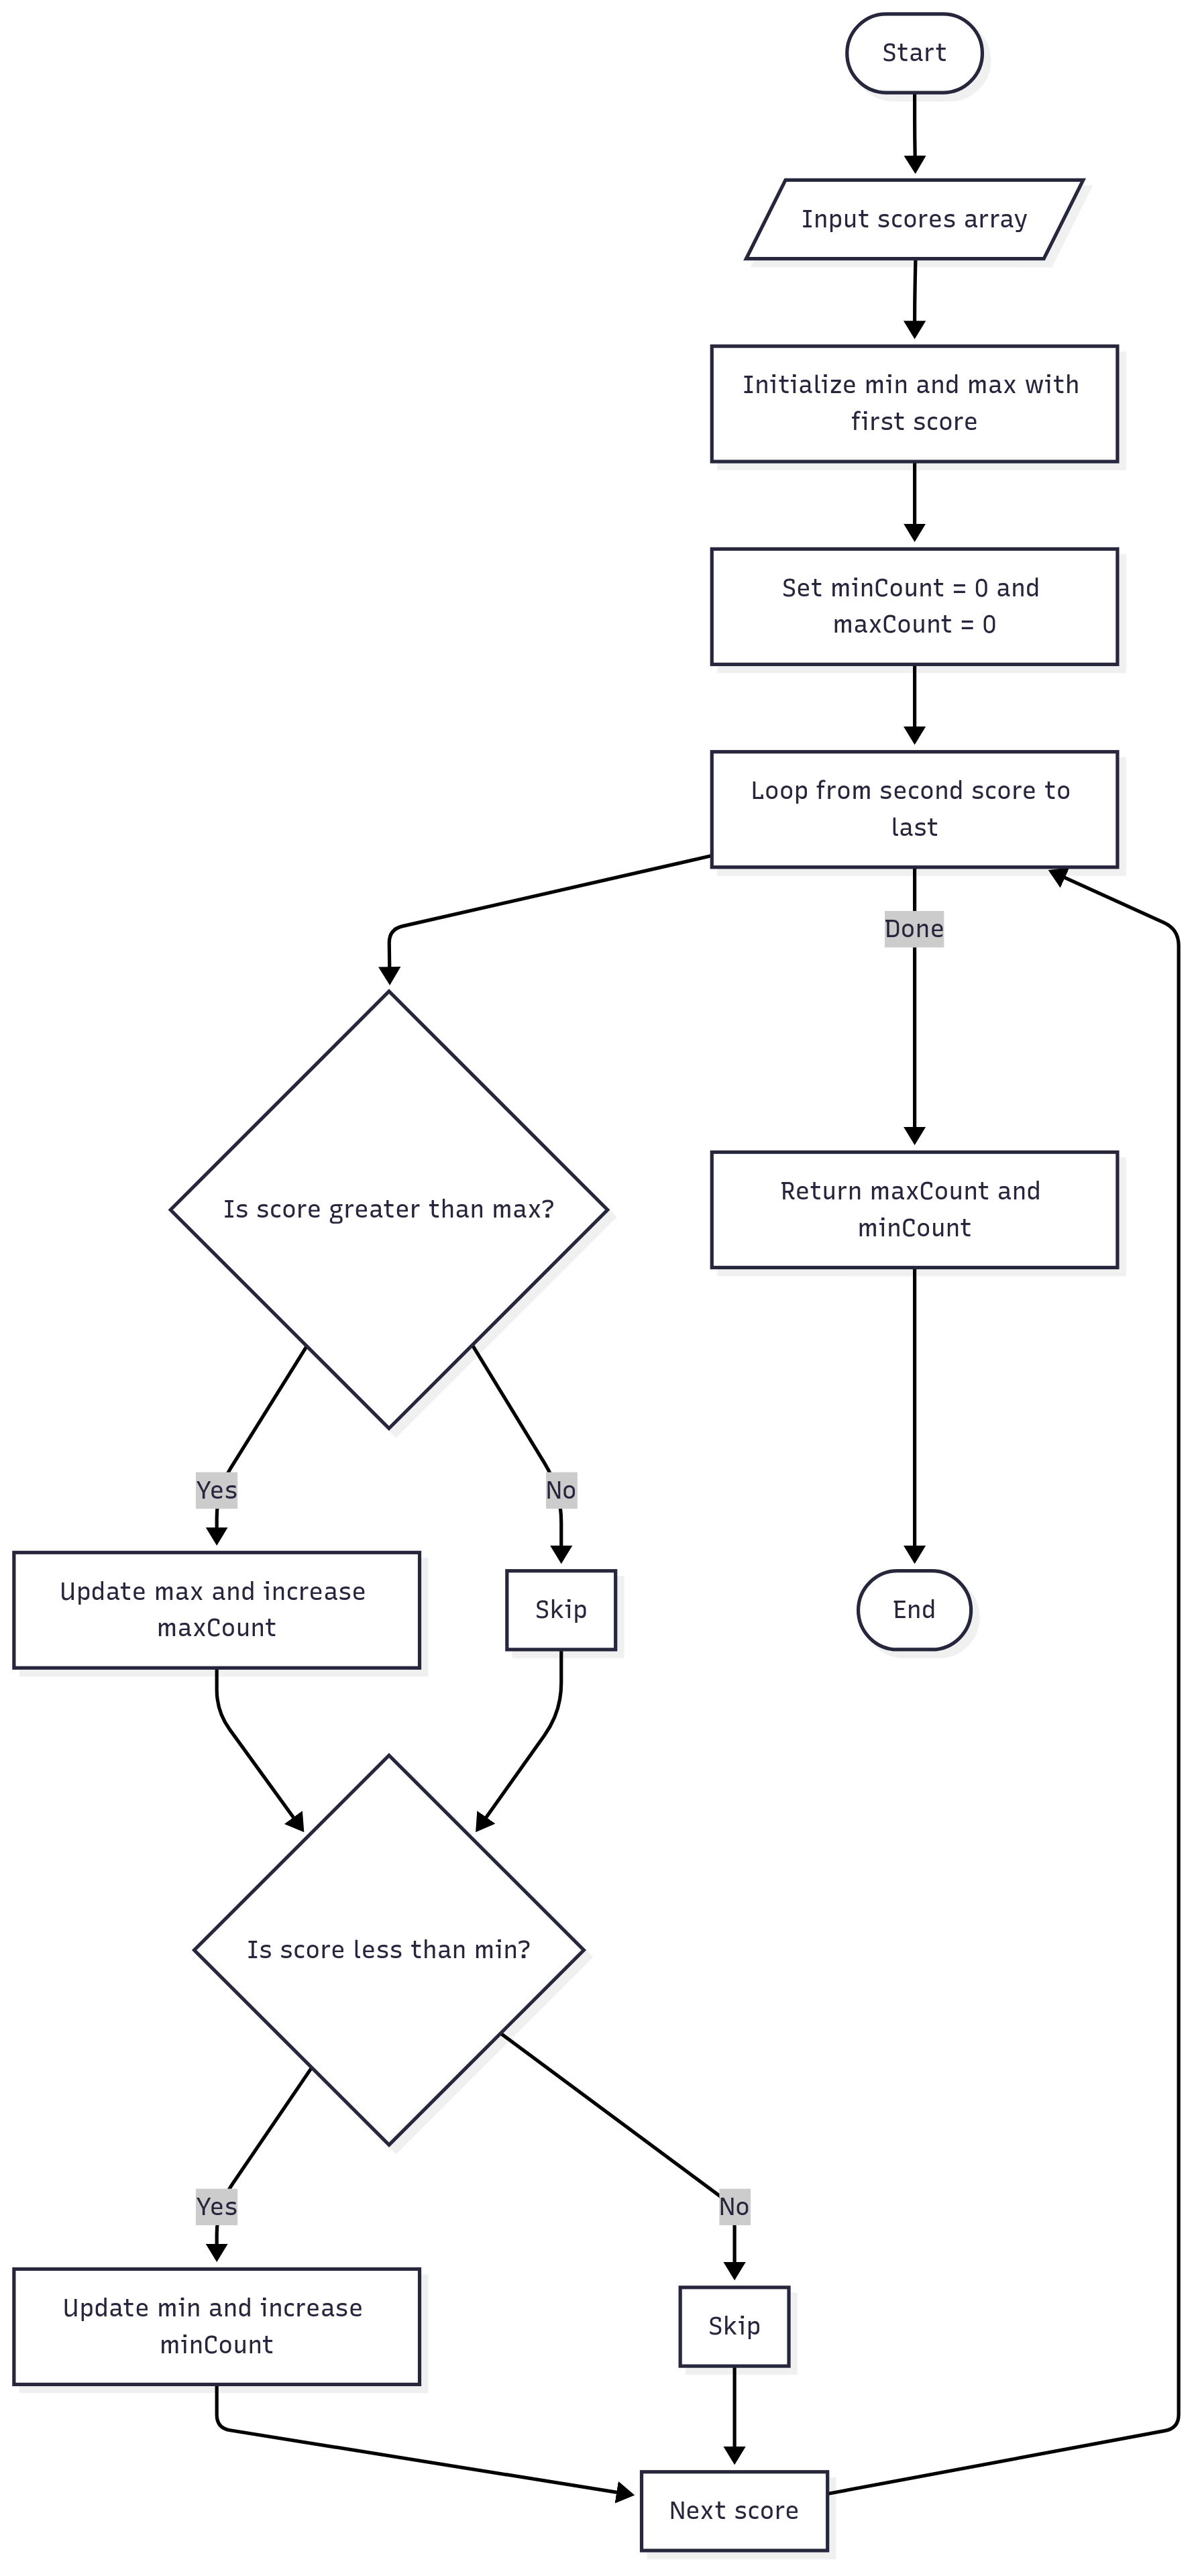 Start
Input scores array
Initialize min and max with
first score
Set minCount = 0 and
maxCount = 0
Loop from second score to
last
Done
Is score greater than max?
Return maxCount and
minCount
Yes
No
Update max and increase
maxCount
Skip
End
Is score less than min?
Yes
No
Update min and increase
minCount
Skip
Next score